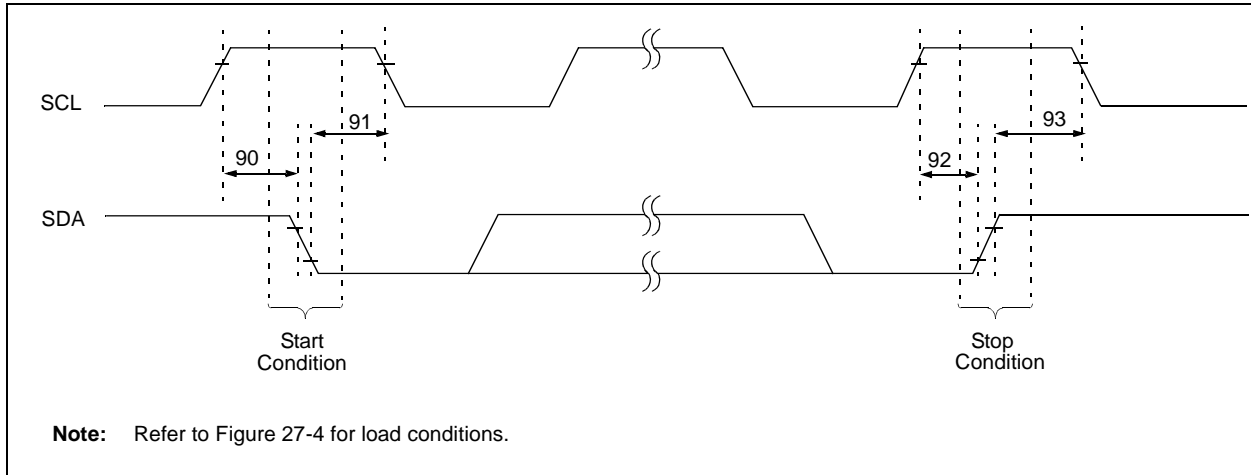 SCL
91
93
90
92
SDA
Start
Condition
Stop
Condition
Note: Refer to Figure 27-4 for load conditions.